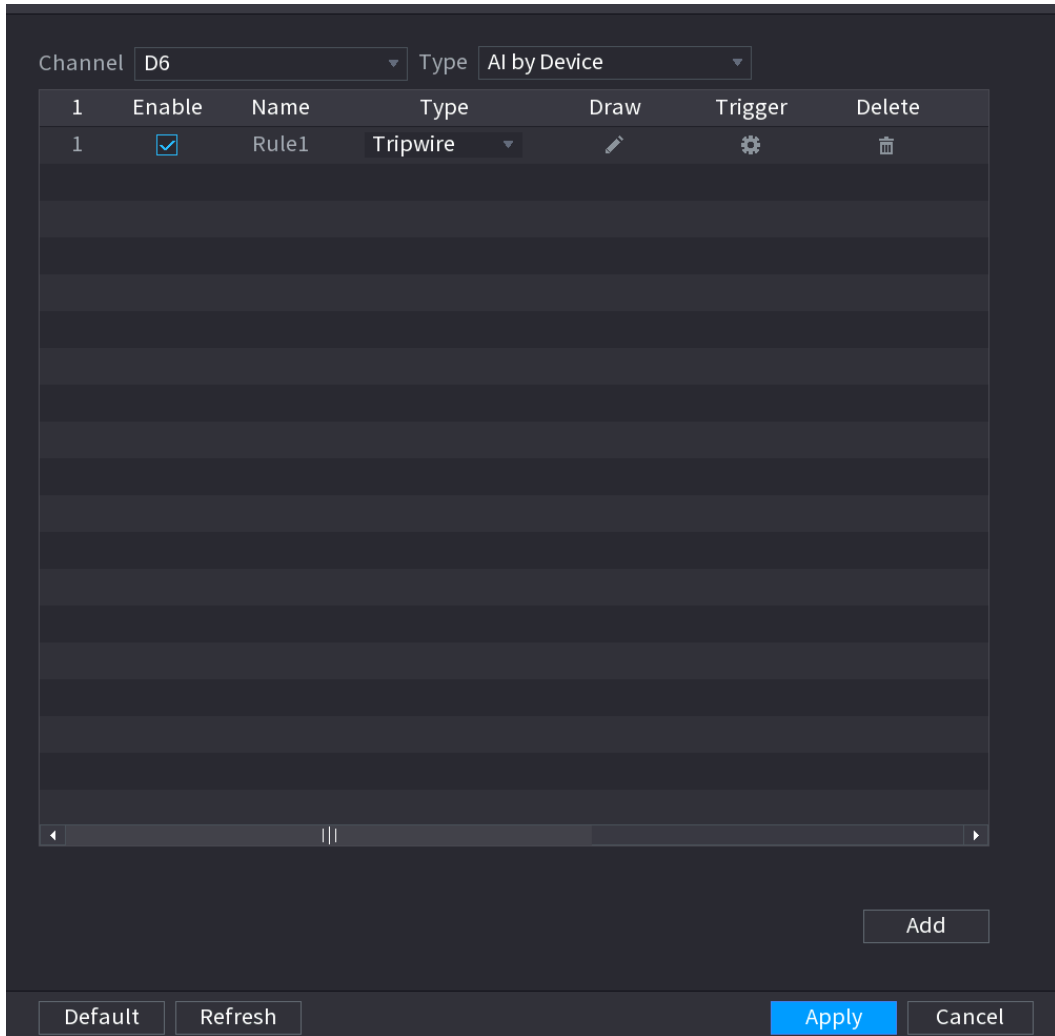 Channel D6 Type AI by Device
1 Enable Name Type Draw Trigger Delete
1 Rule1 Tripwire
Add
Default Refresh Apply Cancel